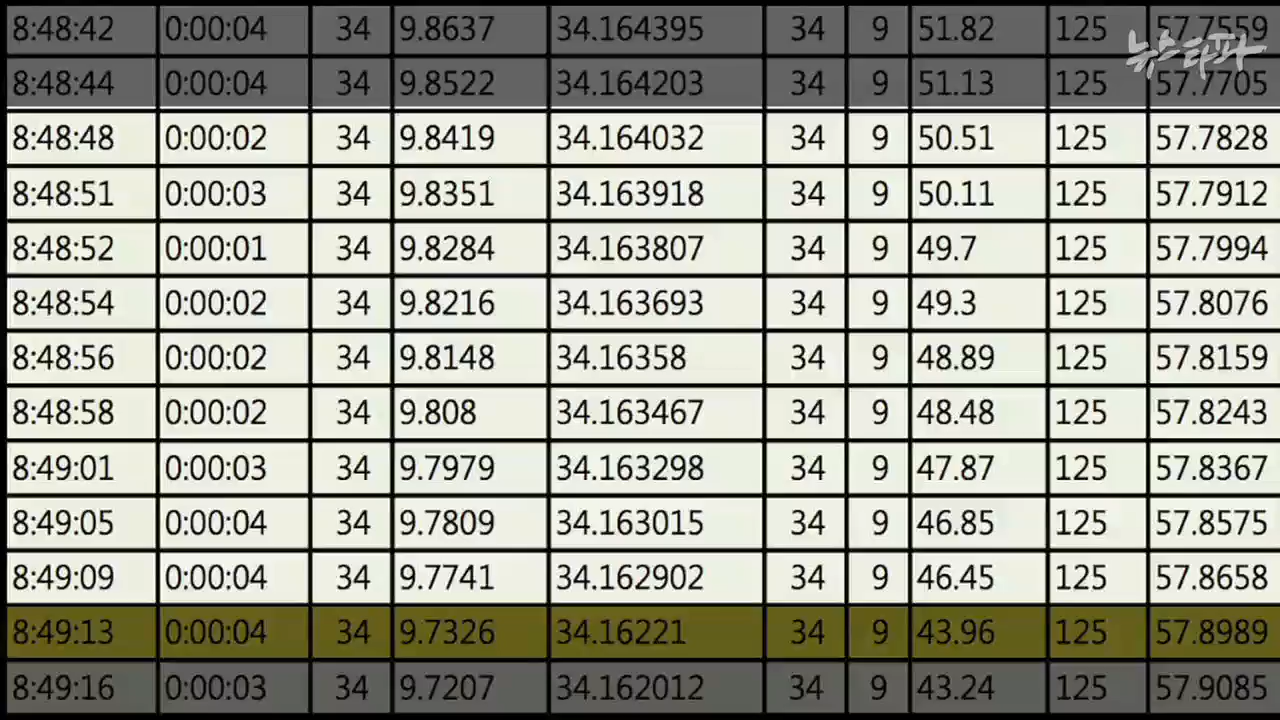 8:48:42 0:00:04 34 9.8637 34.164395 34 9 51.82 125 57.7559
뉴스타파
8:48:44 0:00:04 34 9.8522 34.164203 34 9 51.13 125 57.7705
8:48:48 0:00:02 34 9.8419 34.164032 34 9 50.51 125 57.7828
8:48:51 0:00:03 34 9.8351 34.163918 34 9 50.11 125 57.7912
8:48:52 0:00:01 34 9.8284 34.163807 34 9 49.7 125 57.7994
8:48:54 0:00:02 34 9.8216 34.163693 34 9 49.3 125 57.8076
8:48:56 0:00:02 34 9.8148 34.16358 34 9 48.89 125 57.8159
8:48:58 0:00:02 34 9.808 34.163467 34 9 48.48 125 57.8243
8:49:01 0:00:03 34 9.7979 34.163298 34 9 47.87 125 57.8367
8:49:05 0:00:04 34 9.7809 34.163015 34 9 46.85 125 57.8575
8:49:09 0:00:04 34 9.7741 34.162902 34 9 46.45 125 57.8658
8:49:13 0:00:04 34 9.7326 34.16221 34 9 43.96 125 57.8989
8:49:16 0:00:03 34 9.7207 34.162012 34 9 43.24 125 57.9085